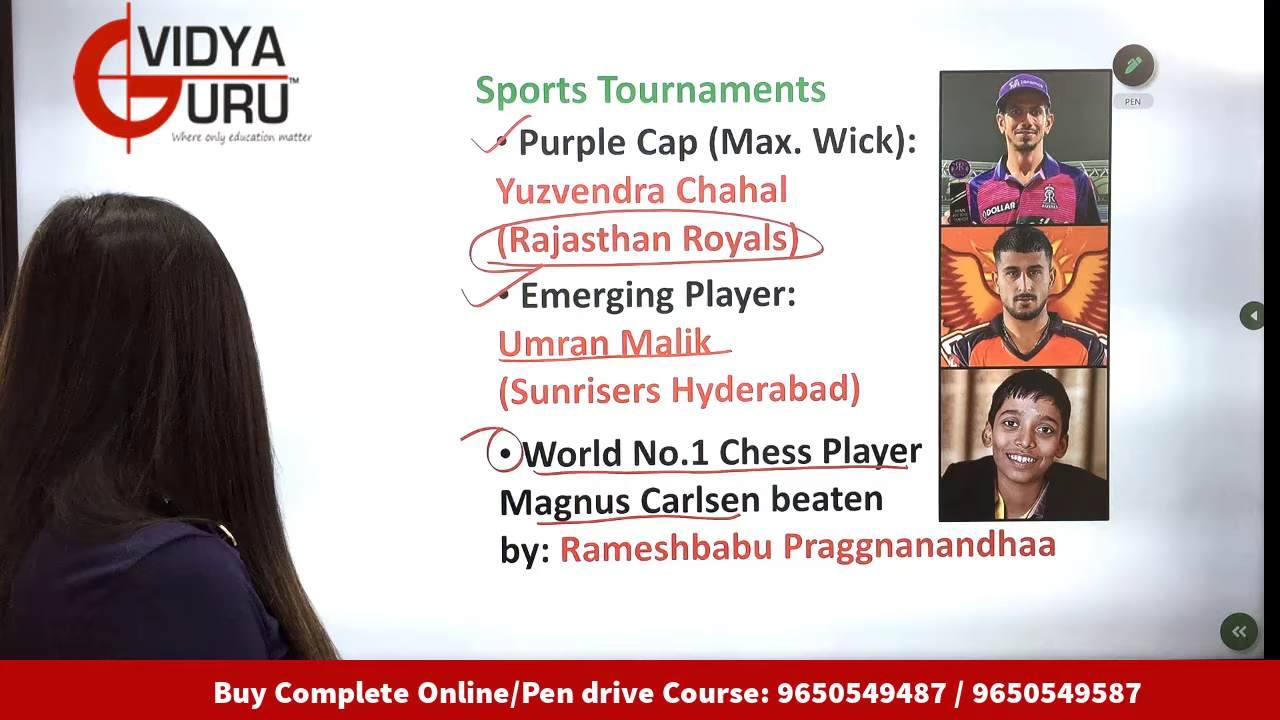 VIDYA
GURU™
Where only education matter
PEN
Sports Tournaments
• Purple Cap (Max. Wick):
Yuzvendra Chahal
(Rajasthan Royals)
• Emerging Player:
Umran Malik
(Sunrisers Hyderabad)
• World No.1 Chess Player
Magnus Carlsen beaten
by: Rameshbabu Praggnanandhaa
DOLLAR
Buy Complete Online/Pen drive Course: 9650549487 / 9650549587